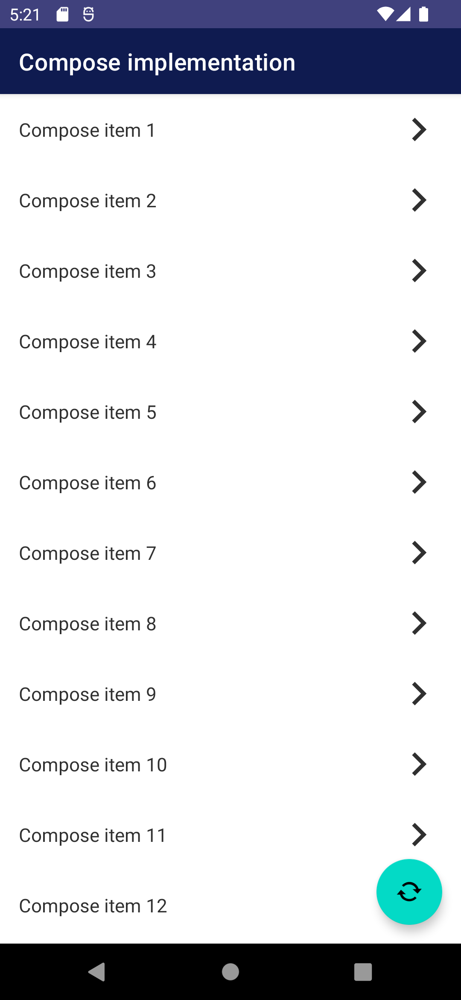 5:21
Compose implementation
Compose item 1
Compose item 2
Compose item 3
Compose item 4
Compose item 5
Compose item 6
Compose item 7
Compose item 8
Compose item 9
Compose item 10
Compose item 11
Compose item 12